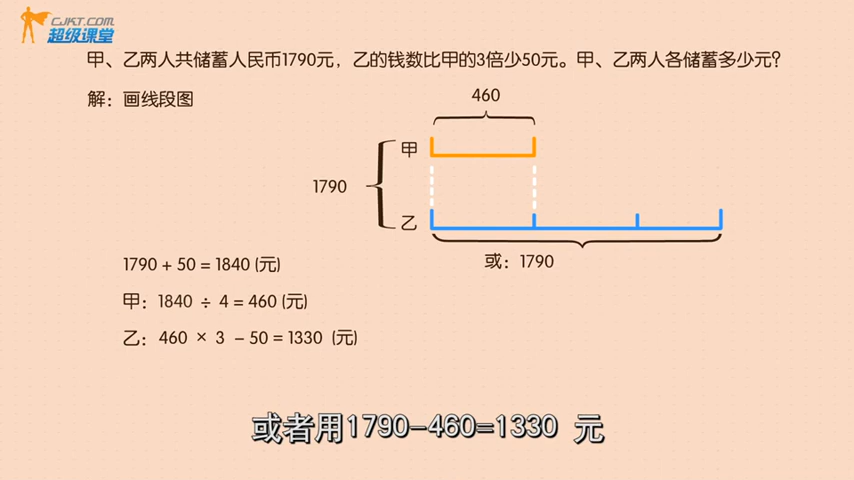 CJKT.COM
超级课堂
甲、乙两人共储蓄人民币1790元，乙的钱数比甲的3倍少50元。甲、乙两人各储蓄多少元?
解：画线段图
460
甲
1790
乙
或：1790
1790 + 50 = 1840 (元)
甲：1840 ÷ 4 = 460 (元)
乙：460 × 3 – 50 = 1330 (元)
或者用1790-460=1330 元